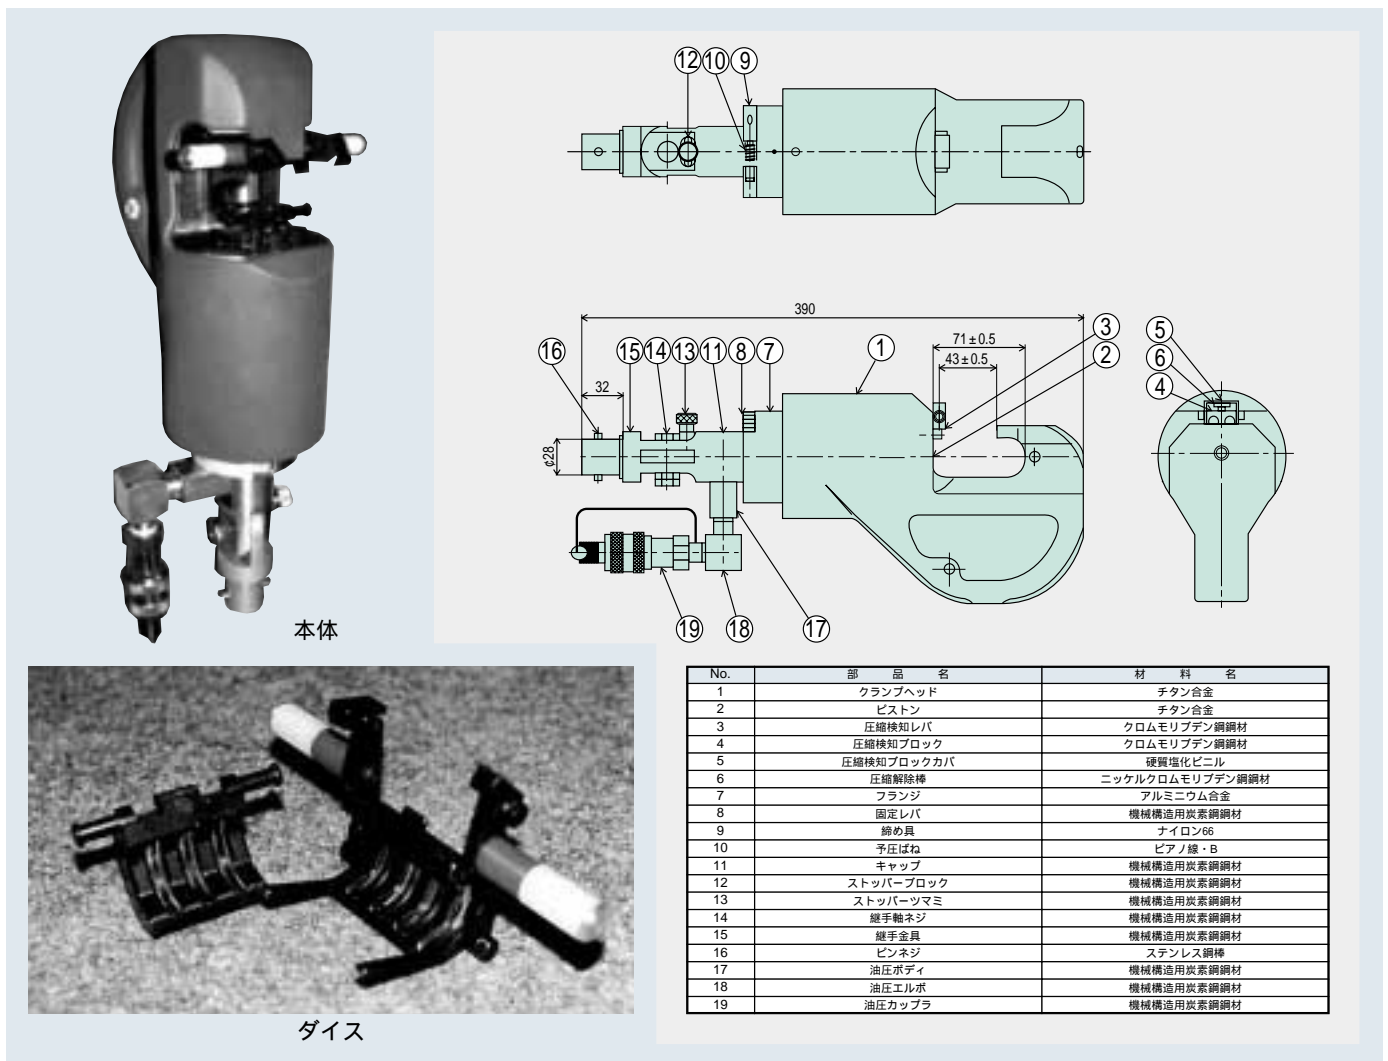 ⑫ ⑩ ⑨
390
71±0.5
43±0.5
③ ②
⑤
⑥
④
⑯ ⑮ ⑭ ⑬ ⑪ ⑧ ⑦ ①
32
¢28
⑲ ⑱ ⑰
本体
ダイス
No. 部品名 材料名
1 クランプヘッド チタン合金
2 ピストン チタン合金
3 圧縮検知レバ クロムモリブデン鋼鋼材
4 圧縮検知ブロック クロムモリブデン鋼鋼材
5 圧縮検知ブロックカバ 硬質塩化ビニル
6 圧縮解除棒 ニッケルクロムモリブデン鋼鋼材
7 フランジ アルミニウム合金
8 固定レバ 機械構造用炭素鋼鋼材
9 締め具 ナイロン66
10 予圧ばね ピアノ線・B
11 キャップ 機械構造用炭素鋼鋼材
12 ストッパーブロック 機械構造用炭素鋼鋼材
13 ストッパーツマミ 機械構造用炭素鋼鋼材
14 継手軸ネジ 機械構造用炭素鋼鋼材
15 継手金具 機械構造用炭素鋼鋼材
16 ピンネジ ステンレス鋼棒
17 油圧ボディ 機械構造用炭素鋼鋼材
18 油圧エルボ 機械構造用炭素鋼鋼材
19 油圧カップラ 機械構造用炭素鋼鋼材